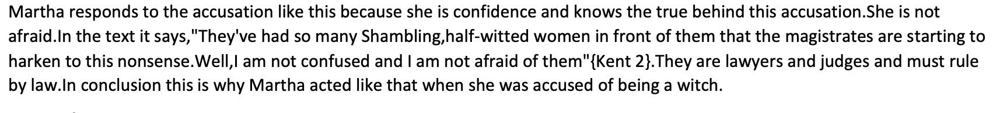 Martha responds to the accusation like this because she is confidence and knows the true behind this accusation.She is not
afraid.In the text it says,"They've had so many Shambling,half-witted women in front of them that the magistrates are starting to
harken to this nonsense.Well,I am not confused and I am not afraid of them"{Kent 2}.They are lawyers and judges and must rule
by law.In conclusion this is why Martha acted like that when she was accused of being a witch.